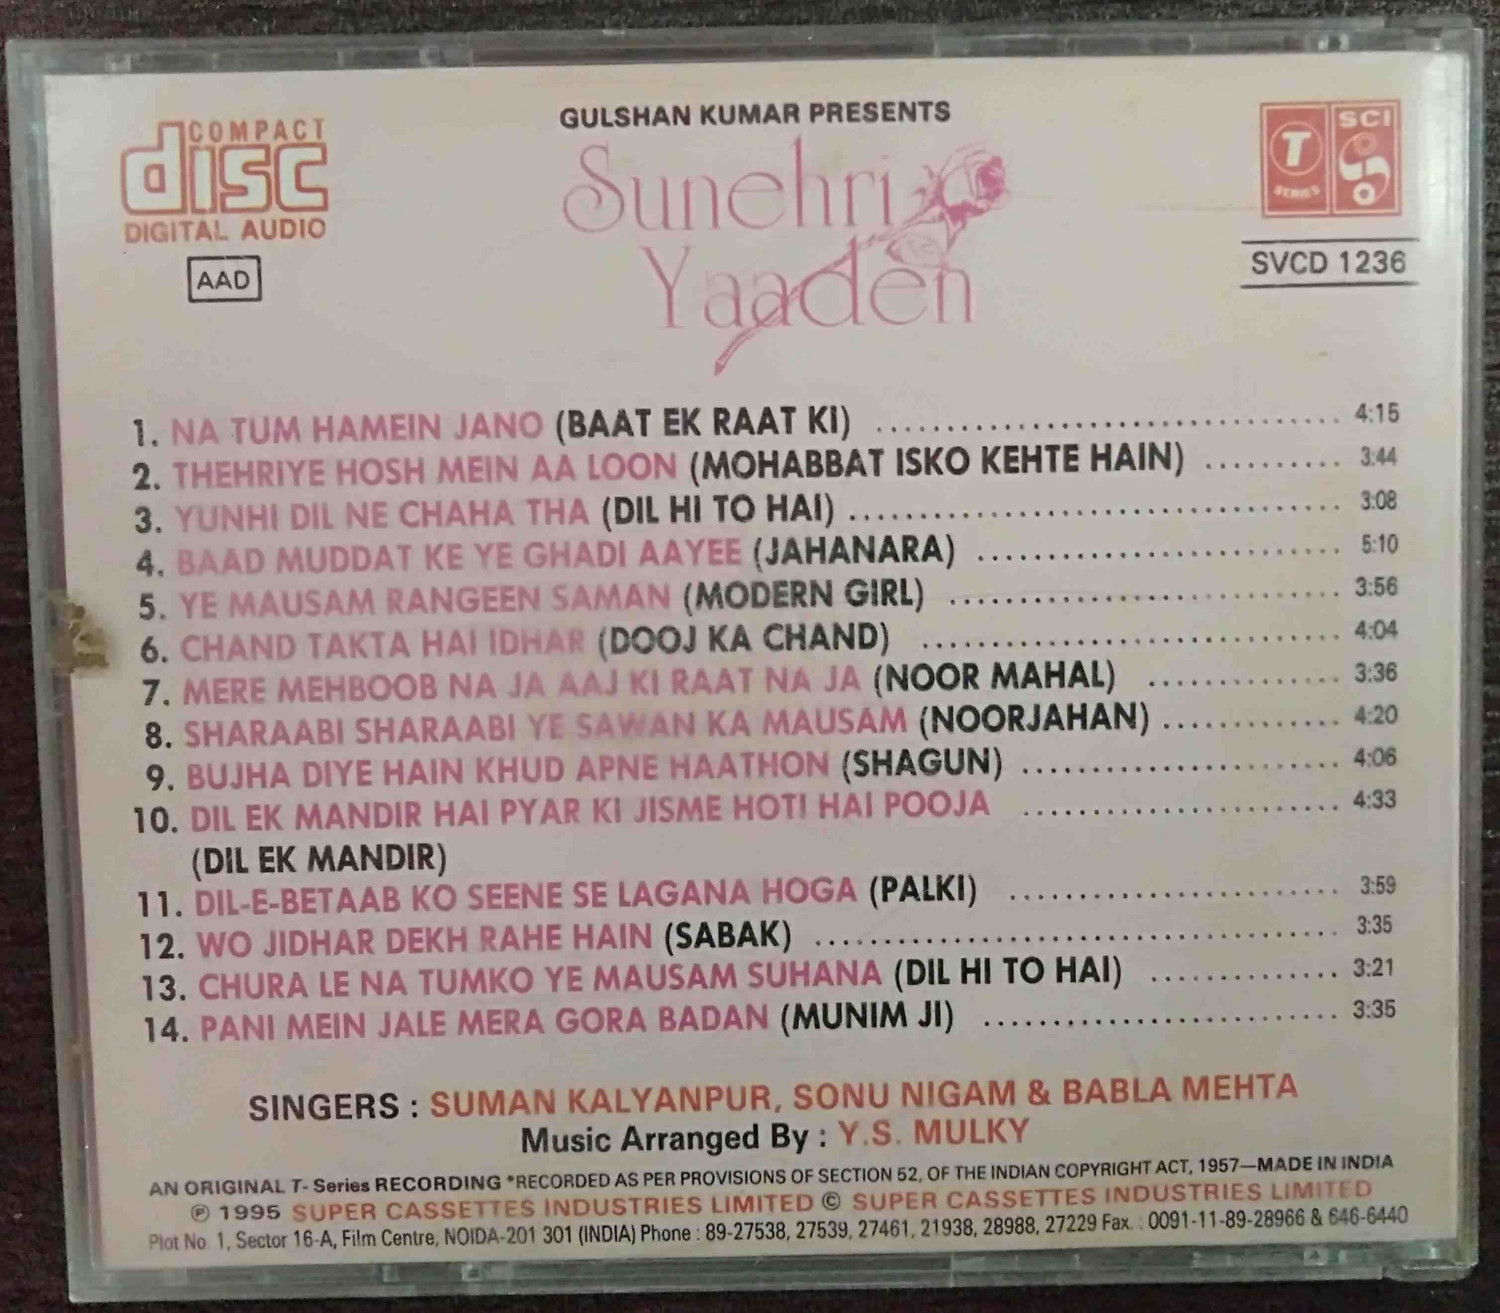 COMPACT
disc
DIGITAL AUDIO
AAD
GULSHAN KUMAR PRESENTS
Sunehri
Yaaden
T
SERIES
SCI
SVCD 1236
1. NA TUM HAMEIN JANO (BAAT EK RAAT KI) .................................. 4:15
2. THEHRIYE HOSH MEIN AA LOON (MOHABBAT ISKO KEHTE HAIN) .......... 3:44
3. YUNHI DIL NE CHAHA THA (DIL HI TO HAI) .................................... 3:08
4. BAAD MUDDAT KE YE GHADI AAYEE (JAHANARA) ........................... 5:10
5. YE MAUSAM RANGEEN SAMAN (MODERN GIRL) ............................. 3:56
6. CHAND TAKTA HAI IDHAR (DOOJ KA CHAND) ............................... 4:04
7. MERE MEHBOOB NA JA AAJ KI RAAT NA JA (NOOR MAHAL) .............. 3:36
8. SHARAABI SHARAABI YE SAWAN KA MAUSAM (NOORJAHAN) ............. 4:20
9. BUJHA DIYE HAIN KHUD APNE HAATHON (SHAGUN) ....................... 4:06
10. DIL EK MANDIR HAI PYAR KI JISME HOTI HAI POOJA ....................... 4:33
(DIL EK MANDIR)
11. DIL-E-BETAAB KO SEENE SE LAGANA HOGA (PALKI) ........................ 3:59
12. WO JIDHAR DEKH RAHE HAIN (SABAK) ...................................... 3:35
13. CHURA LE NA TUMKO YE MAUSAM SUHANA (DIL HI TO HAI) .............. 3:21
14. PANI MEIN JALE MERA GORA BADAN (MUNIM JI) .......................... 3:35
SINGERS : SUMAN KALYANPUR, SONU NIGAM & BABLA MEHTA
Music Arranged By : Y.S. MULKY
AN ORIGINAL T- Series RECORDING *RECORDED AS PER PROVISIONS OF SECTION 52, OF THE INDIAN COPYRIGHT ACT, 1957—MADE IN INDIA
℗ 1995 SUPER CASSETTES INDUSTRIES LIMITED © SUPER CASSETTES INDUSTRIES LIMITED
Plot No. 1, Sector 16-A, Film Centre, NOIDA-201 301 (INDIA) Phone : 89-27538, 27539, 27461, 21938, 28988, 27229 Fax. : 0091-11-89-28966 & 646-6440